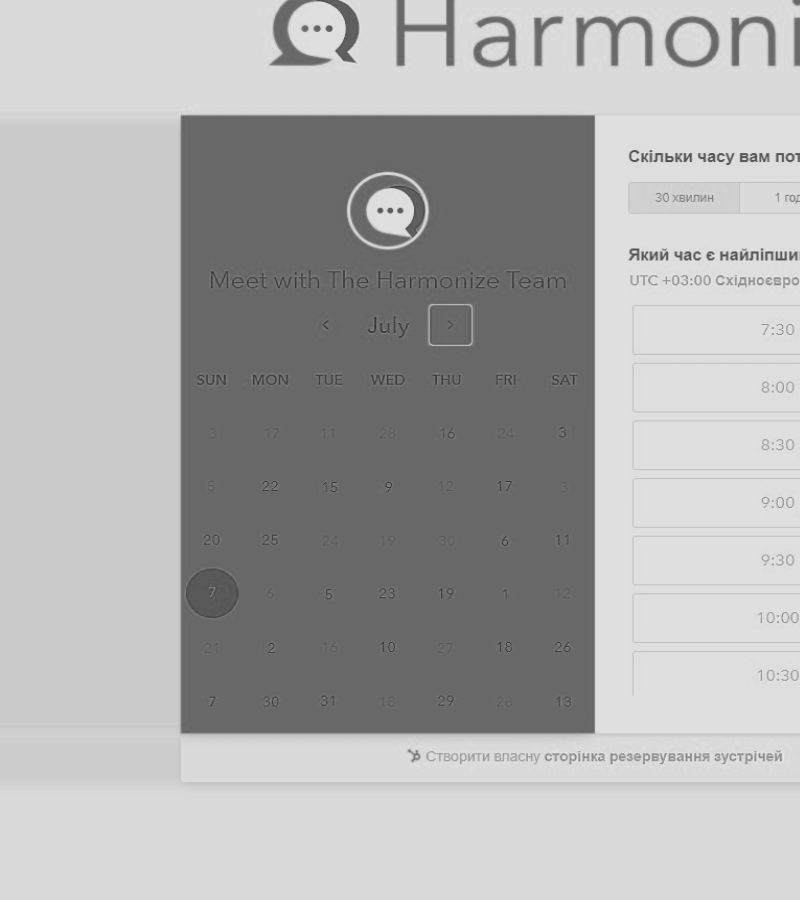 Harmoni
Meet with The Harmonize Team
July
SUN MON TUE WED THU FRI SAT
3 17 11 28 16 24 3
5 22 15 9 12 17 3
20 25 24 19 30 6 11
7 6 5 23 19 1 12
21 2 16 10 27 18 26
7 30 31 18 29 28 13
Скільки часу вам пот
30 хвилин 1 год
Який час є найліпши
UTC +03:00 Східноєвро
7:30
8:00
8:30
9:00
9:30
10:00
10:30
Створити власну сторінка резервування зустрічей